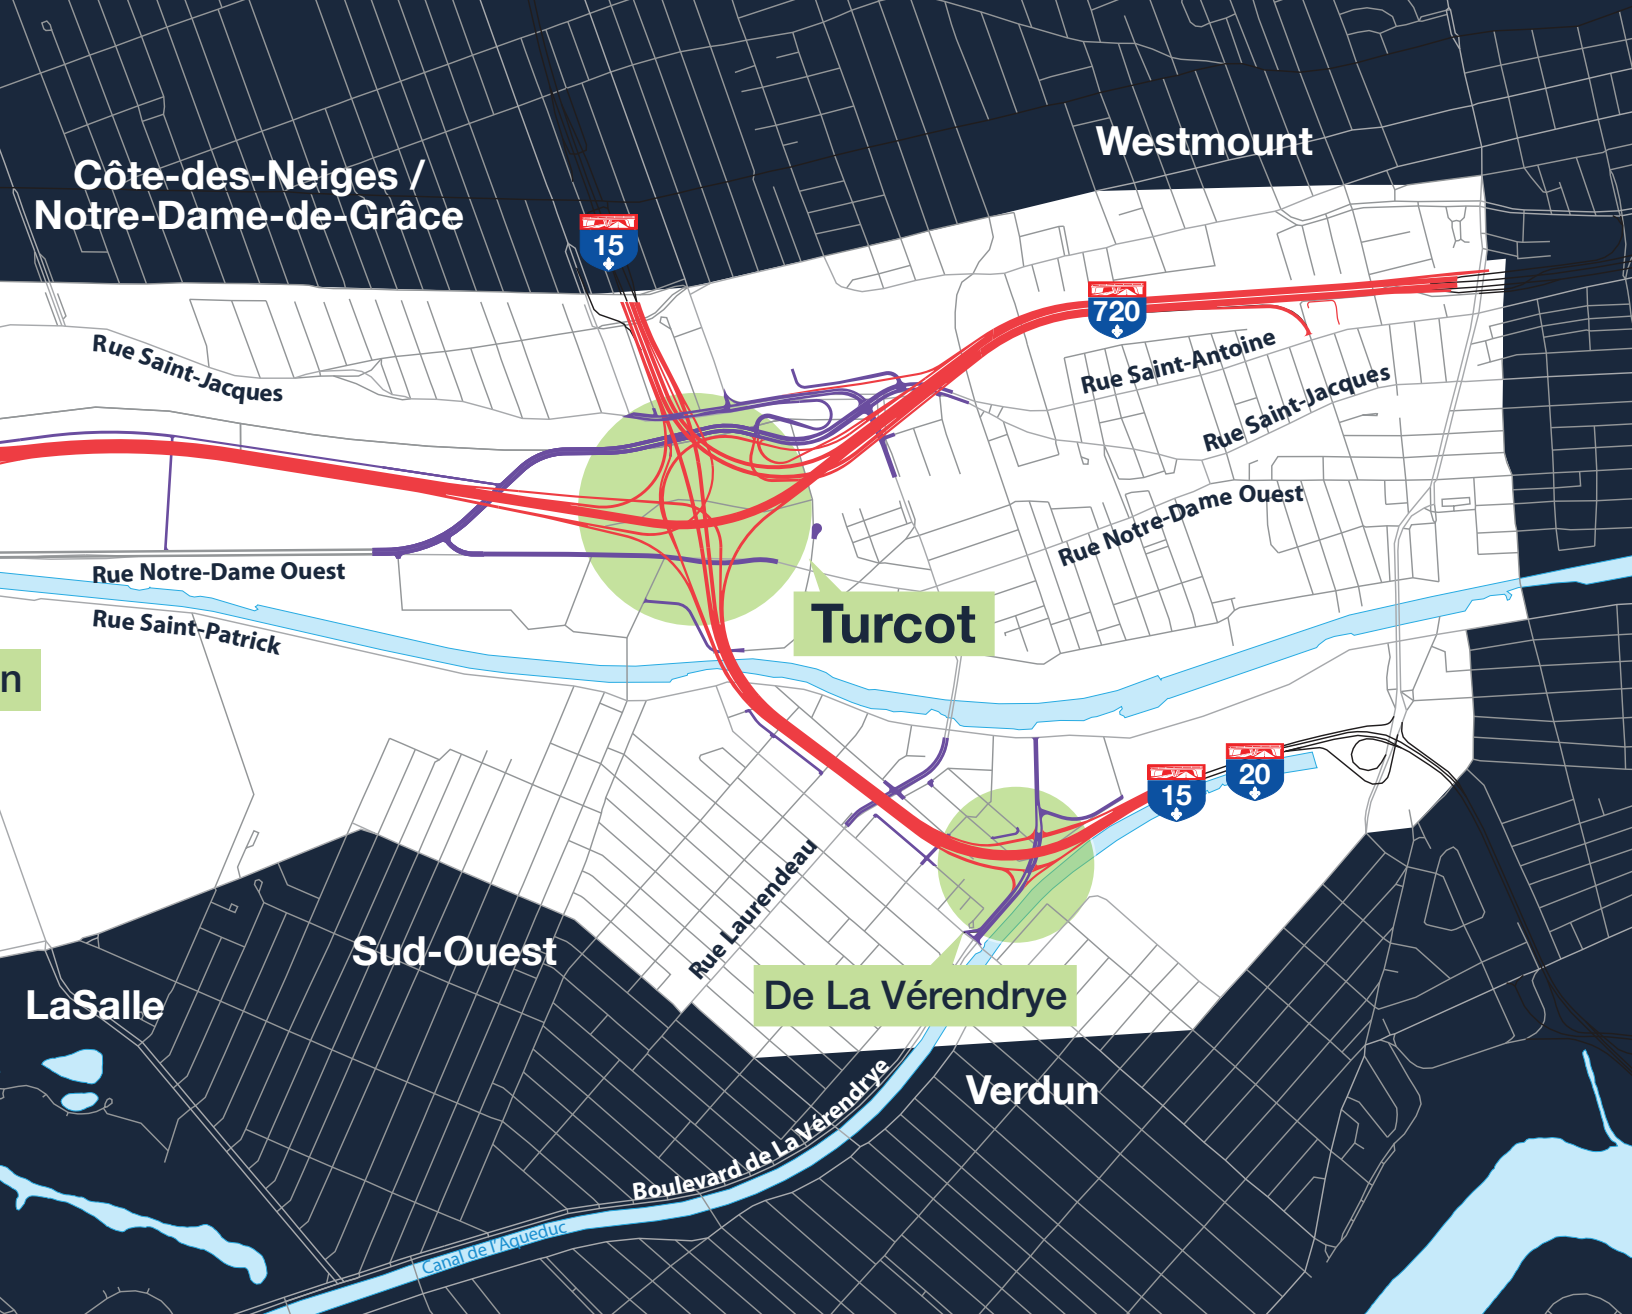 Westmount
Côte-des-Neiges /
Notre-Dame-de-Grâce
15
720
Rue Saint-Jacques
Rue Saint-Antoine
Rue Saint-Jacques
Rue Notre-Dame Ouest
Rue Notre-Dame Ouest
Rue Saint-Patrick
Turcot
n
15
20
Rue Laurendeau
Sud-Ouest
LaSalle
De La Vérendrye
Verdun
Boulevard de La Vérendrye
Canal de l'Aqueduc